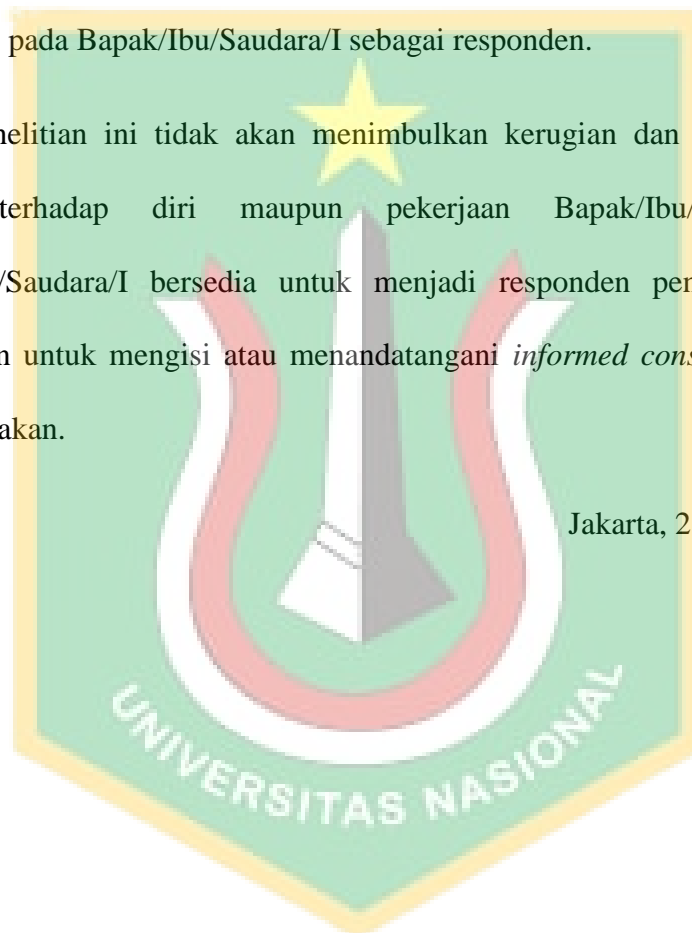 pada Bapak/Ibu/Saudara/I sebagai responden.
nelitian ini tidak akan menimbulkan kerugian dan
terhadap diri maupun pekerjaan Bapak/Ibu/
/Saudara/I bersedia untuk menjadi responden pen
n untuk mengisi atau menandatangani informed cons
akan.
Jakarta, 2
UNIVERSITAS NASIONAL